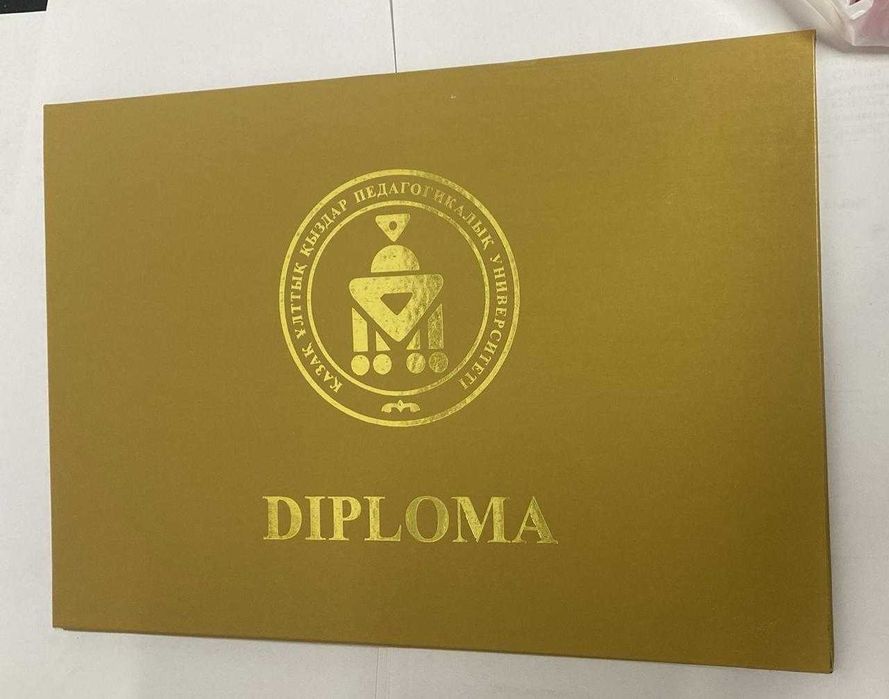 ҚАЗАҚ ҰЛТТЫҚ ҚЫЗДАР ПЕДАГОГИКАЛЫҚ УНИВЕРСИТЕТІ
DIPLOMA